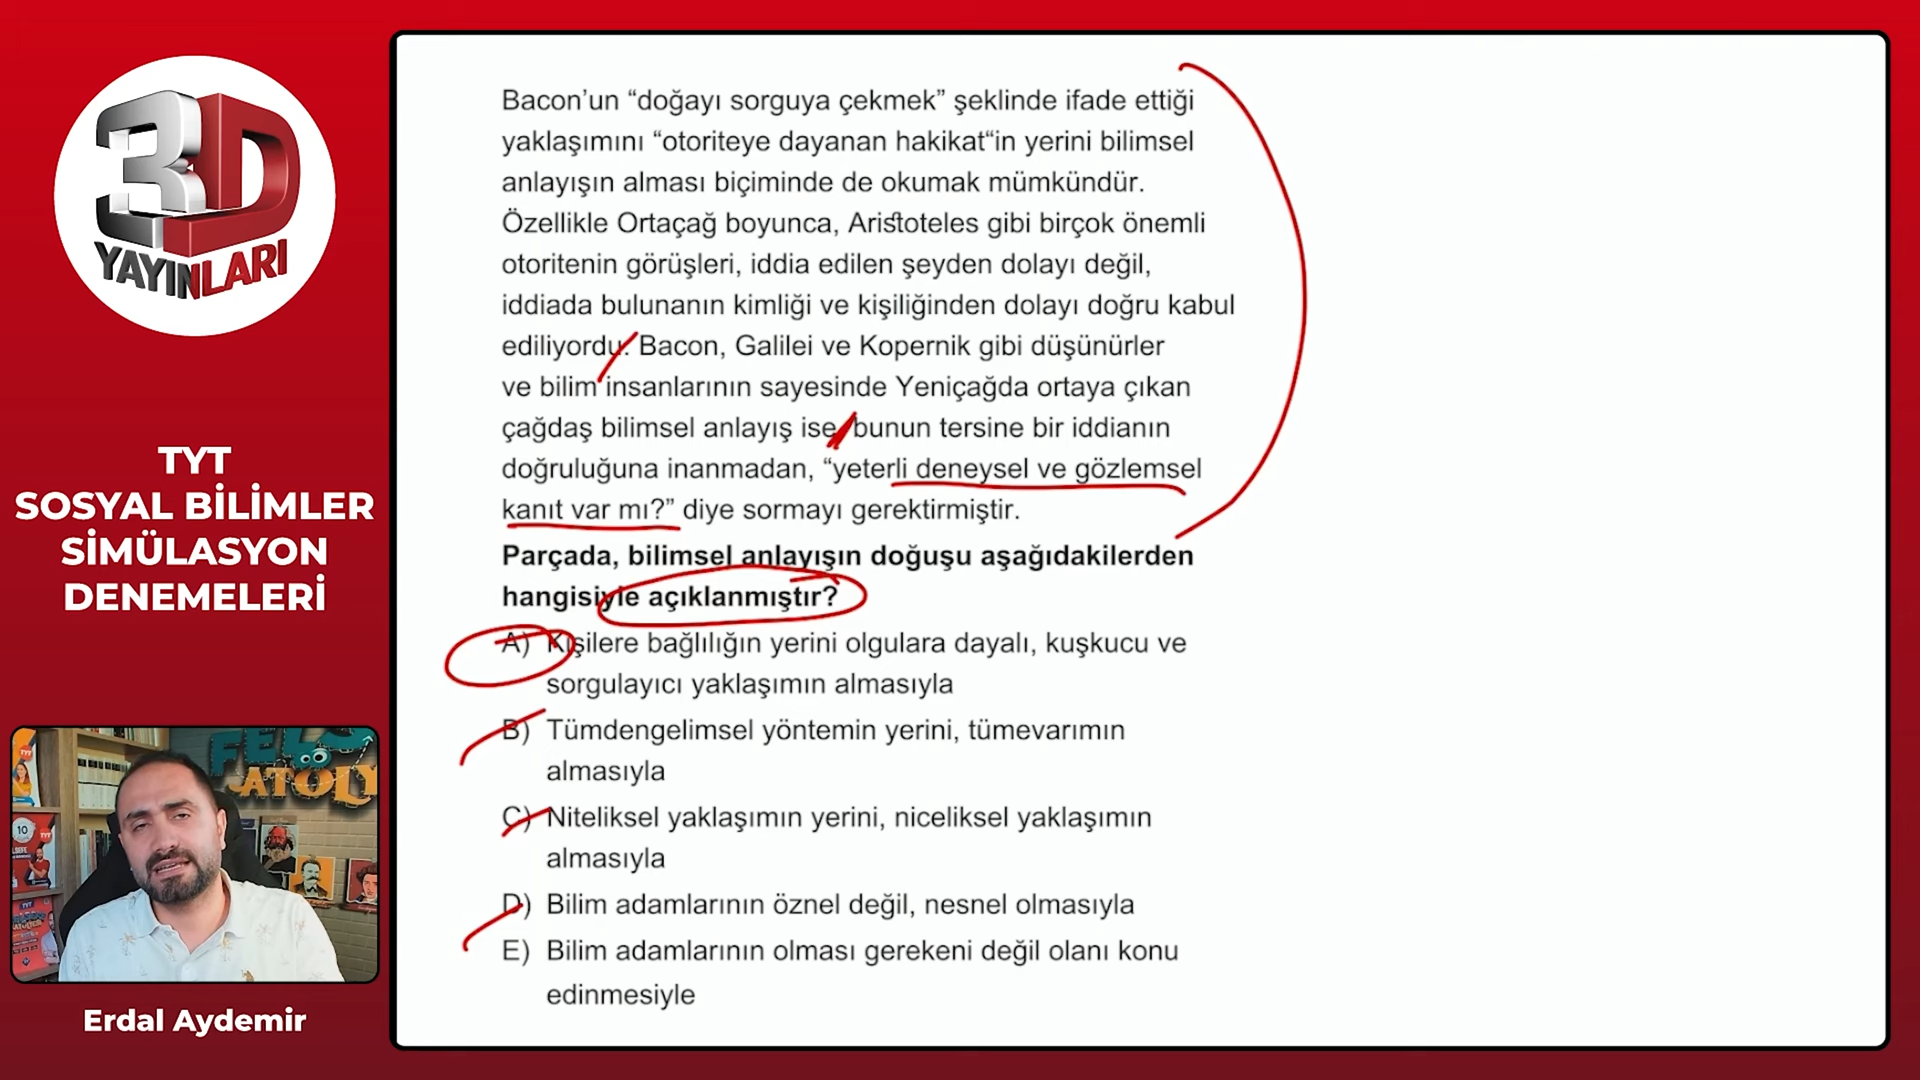 3D
YAYINLARI
TYT
SOSYAL BİLİMLER
SİMÜLASYON
DENEMELERİ
Erdal Aydemir
Bacon’un “doğayı sorguya çekmek” şeklinde ifade ettiği
yaklaşımını “otoriteye dayanan hakikat“in yerini bilimsel
anlayışın alması biçiminde de okumak mümkündür.
Özellikle Ortaçağ boyunca, Aristoteles gibi birçok önemli
otoritenin görüşleri, iddia edilen şeyden dolayı değil,
iddiada bulunanın kimliği ve kişiliğinden dolayı doğru kabul
ediliyordu. Bacon, Galilei ve Kopernik gibi düşünürler
ve bilim insanlarının sayesinde Yeniçağda ortaya çıkan
çağdaş bilimsel anlayış ise, bunun tersine bir iddianın
doğruluğuna inanmadan, “yeterli deneysel ve gözlemsel
kanıt var mı?” diye sormayı gerektirmiştir.
Parçada, bilimsel anlayışın doğuşu aşağıdakilerden
hangisiyle açıklanmıştır?
A) Kişilere bağlılığın yerini olgulara dayalı, kuşkucu ve
sorgulayıcı yaklaşımın almasıyla
B) Tümdengelimsel yöntemin yerini, tümevarımın
almasıyla
C) Niteliksel yaklaşımın yerini, niceliksel yaklaşımın
almasıyla
D) Bilim adamlarının öznel değil, nesnel olmasıyla
E) Bilim adamlarının olması gerekeni değil olanı konu
edinmesiyle